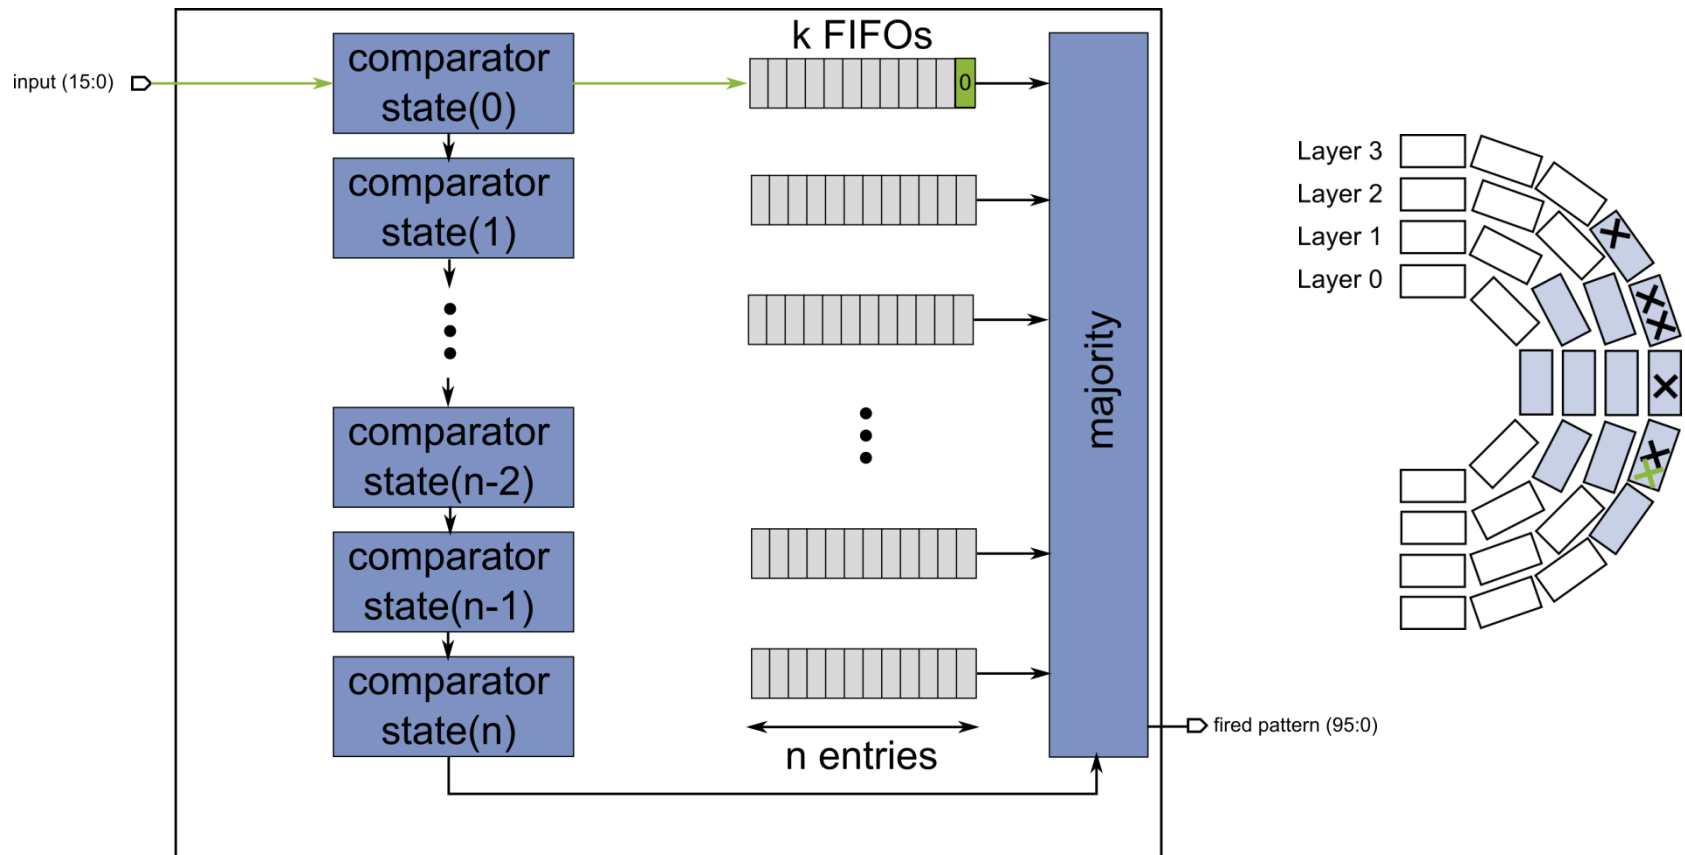 input (15:0)
comparator
state(0)
comparator
state(1)
comparator
state(n-2)
comparator
state(n-1)
comparator
state(n)
k FIFOs
0
n entries
majority
fired pattern (95:0)
Layer 3
Layer 2
Layer 1
Layer 0